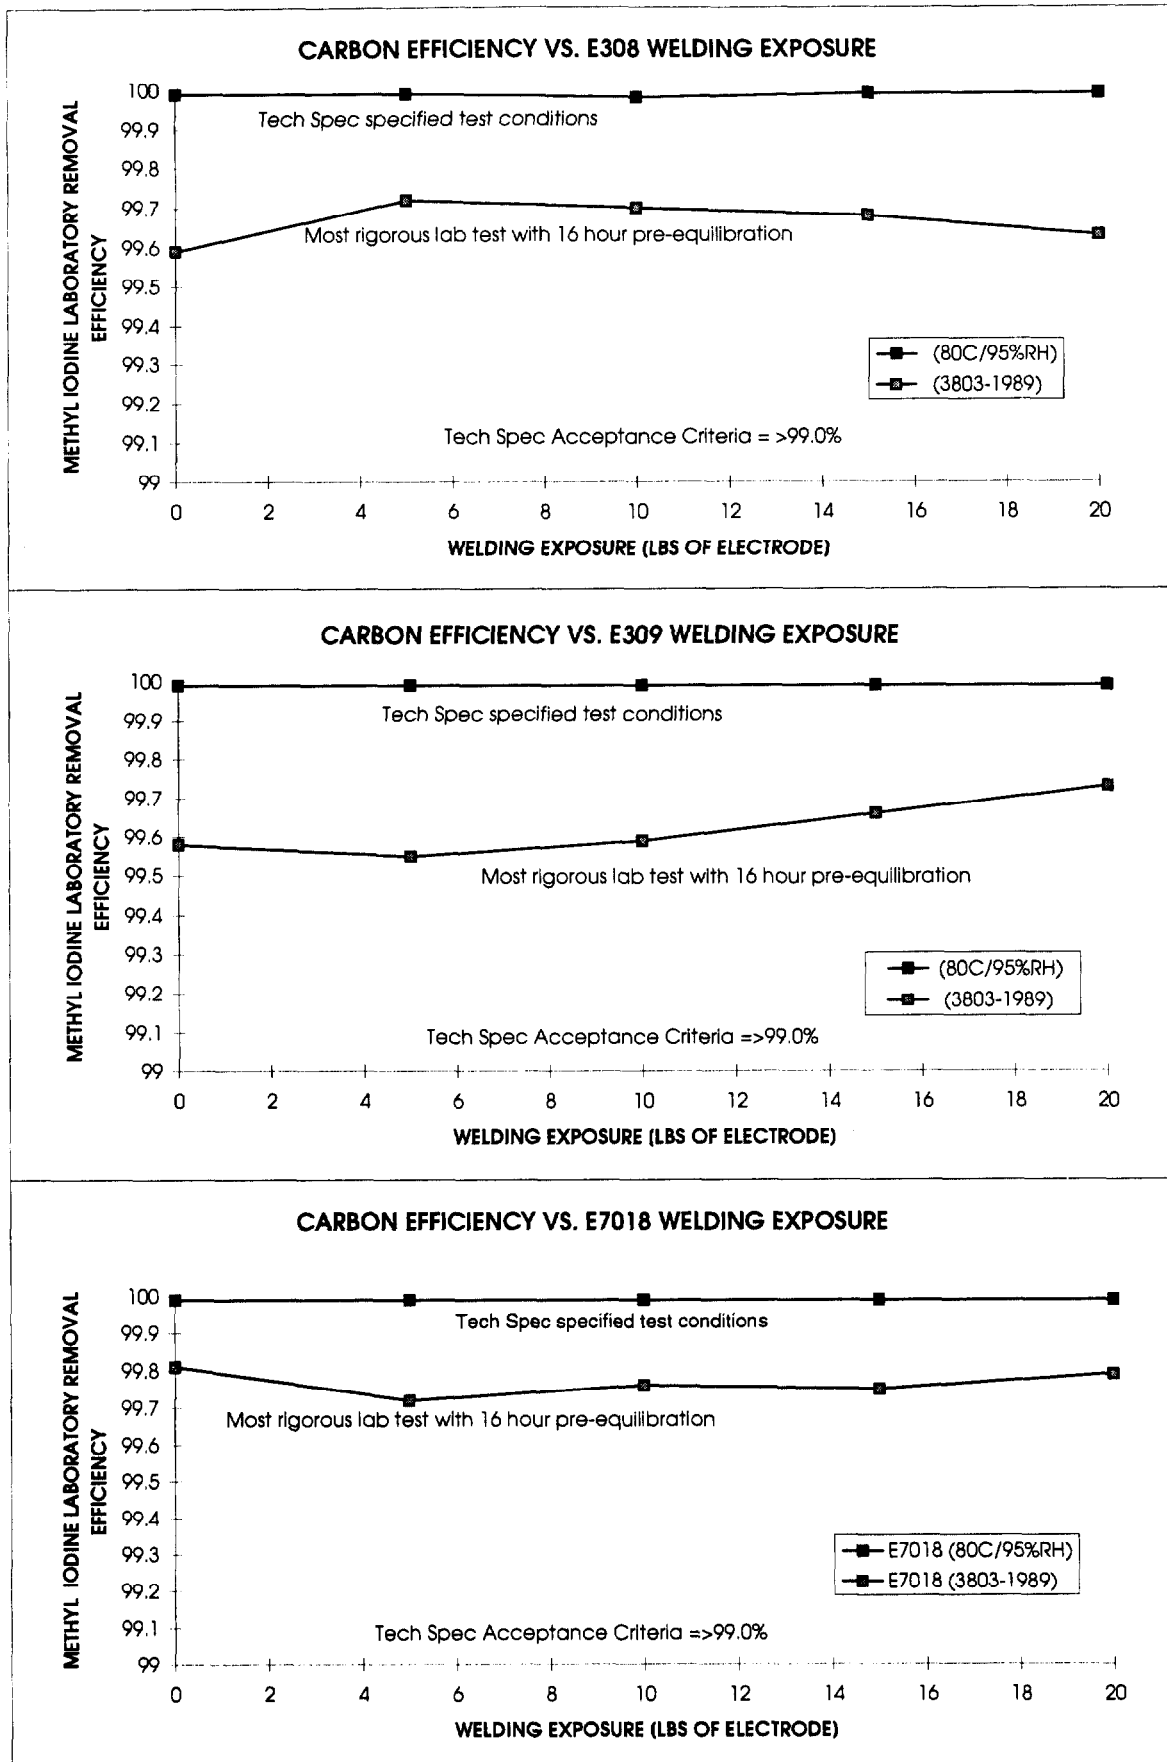 CARBON EFFICIENCY VS. E308 WELDING EXPOSURE
METHYL IODINE LABORATORY REMOVAL
EFFICIENCY
100
99.9
99.8
99.7
99.6
99.5
99.4
99.3
99.2
99.1
99
Tech Spec specified test conditions
Most rigorous lab test with 16 hour pre-equilibration
(80C/95%RH)
(3803-1989)
Tech Spec Acceptance Criteria = >99.0%
0 2 4 6 8 10 12 14 16 18 20
WELDING EXPOSURE (LBS OF ELECTRODE)
CARBON EFFICIENCY VS. E309 WELDING EXPOSURE
METHYL IODINE LABORATORY REMOVAL
EFFICIENCY
100
99.9
99.8
99.7
99.6
99.5
99.4
99.3
99.2
99.1
99
Tech Spec specified test conditions
Most rigorous lab test with 16 hour pre-equilibration
(80C/95%RH)
(3803-1989)
Tech Spec Acceptance Criteria =>99.0%
0 2 4 6 8 10 12 14 16 18 20
WELDING EXPOSURE (LBS OF ELECTRODE)
CARBON EFFICIENCY VS. E7018 WELDING EXPOSURE
METHYL IODINE LABORATORY REMOVAL
EFFICIENCY
100
99.9
99.8
99.7
99.6
99.5
99.4
99.3
99.2
99.1
99
Tech Spec specified test conditions
Most rigorous lab test with 16 hour pre-equilibration
E7018 (80C/95%RH)
E7018 (3803-1989)
Tech Spec Acceptance Criteria =>99.0%
0 2 4 6 8 10 12 14 16 18 20
WELDING EXPOSURE (LBS OF ELECTRODE)